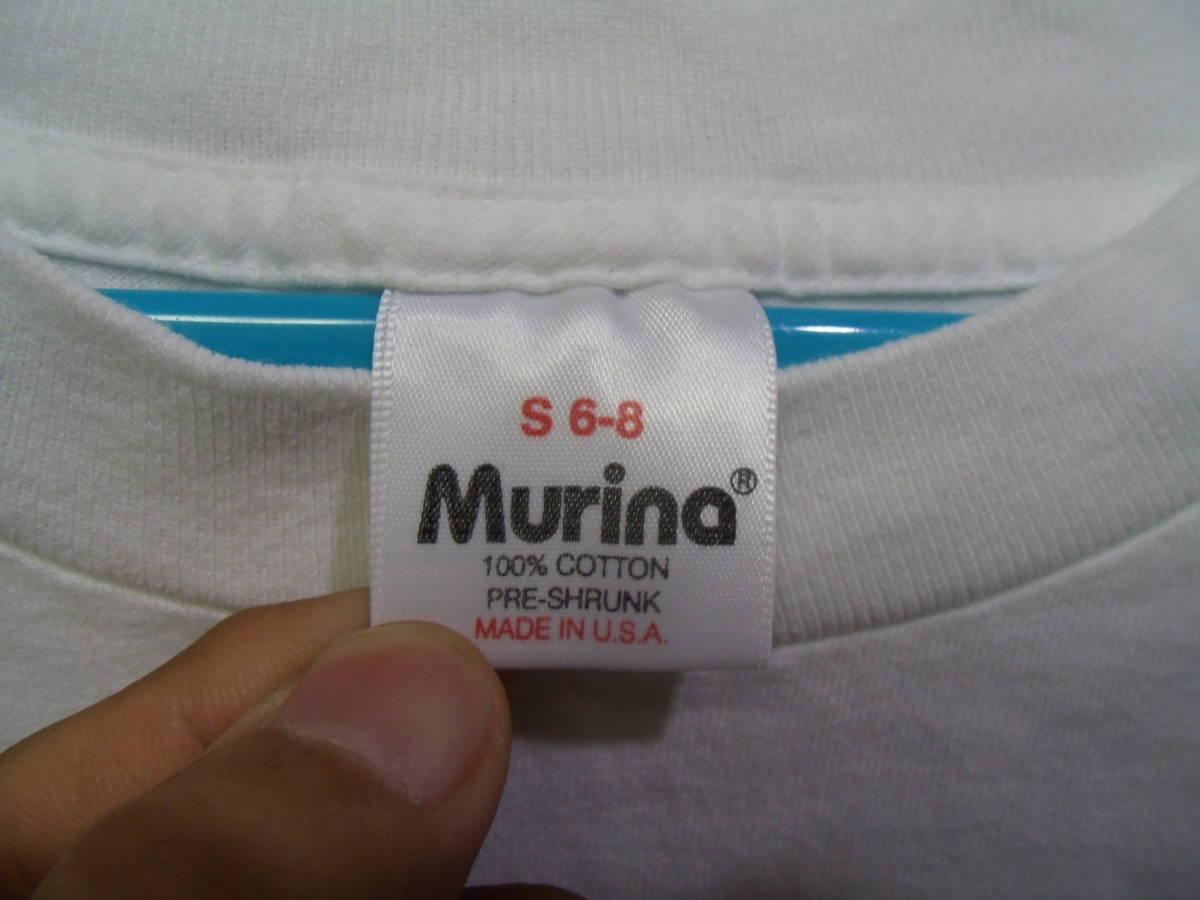 S 6-8
Murina®
100% COTTON
PRE-SHRUNK
MADE IN U.S.A.